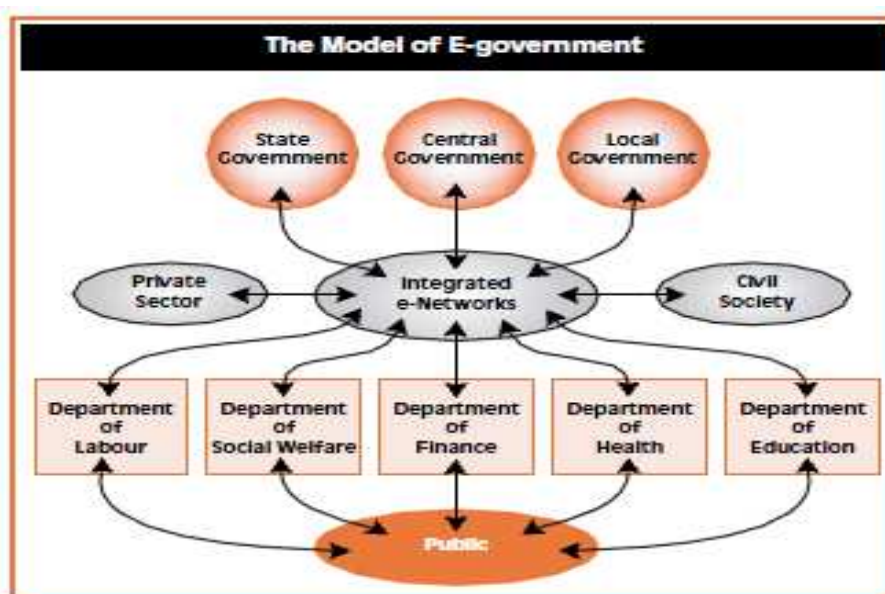 The Model of E-government
State
Government
Central
Government
Local
Government
Private
Sector
Integrated
e-Networks
Civil
Society
Department
of
Labour
Department
of
Social Welfare
Department
of
Finance
Department
of
Health
Department
of
Education
Public